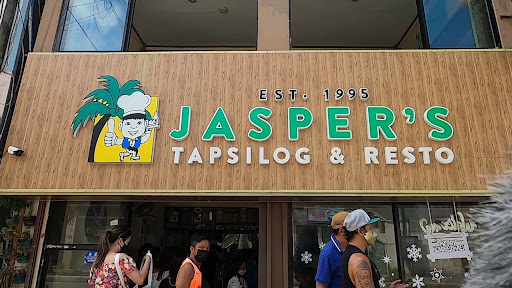 EST. 1995
JASPER'S
TAPSILOG & RESTO